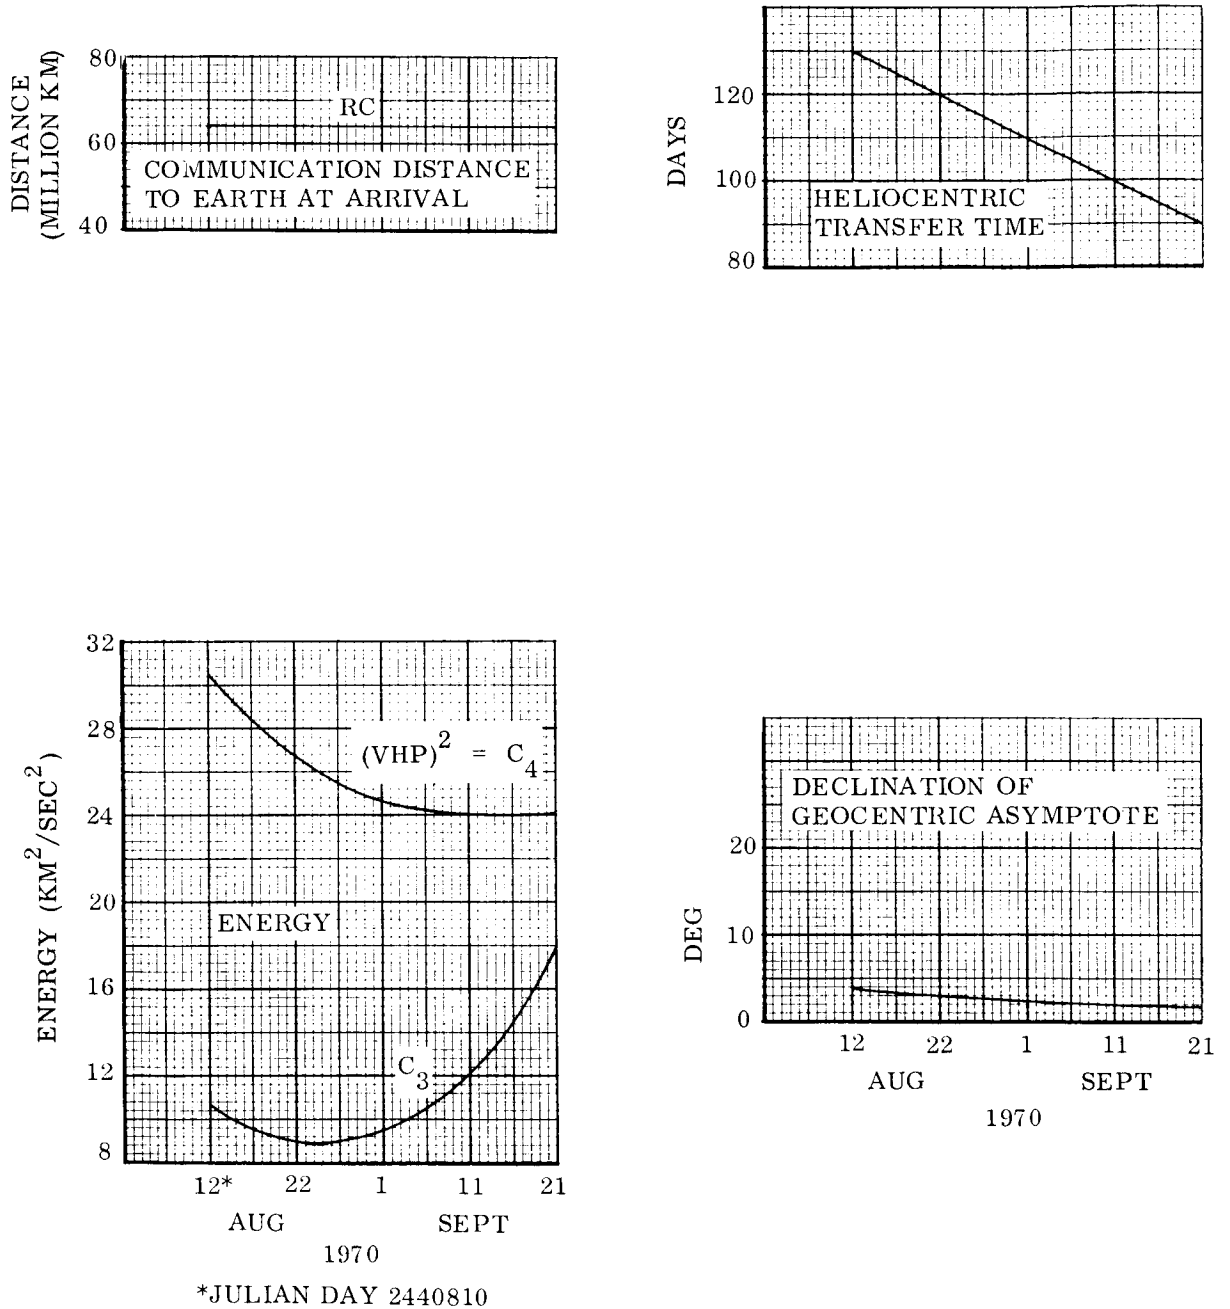 DISTANCE
(MILLION KM)
80
60
40
RC
COMMUNICATION DISTANCE
TO EARTH AT ARRIVAL
DAYS
120
100
80
HELIOCENTRIC
TRANSFER TIME
ENERGY (KM²/SEC²)
32
28
24
20
16
12
8
(VHP)² = C₄
ENERGY
C₃
12* 22 1 11 21
AUG SEPT
1970
*JULIAN DAY 2440810
DEG
20
10
0
DECLINATION OF
GEOCENTRIC ASYMPTOTE
12 22 1 11 21
AUG SEPT
1970